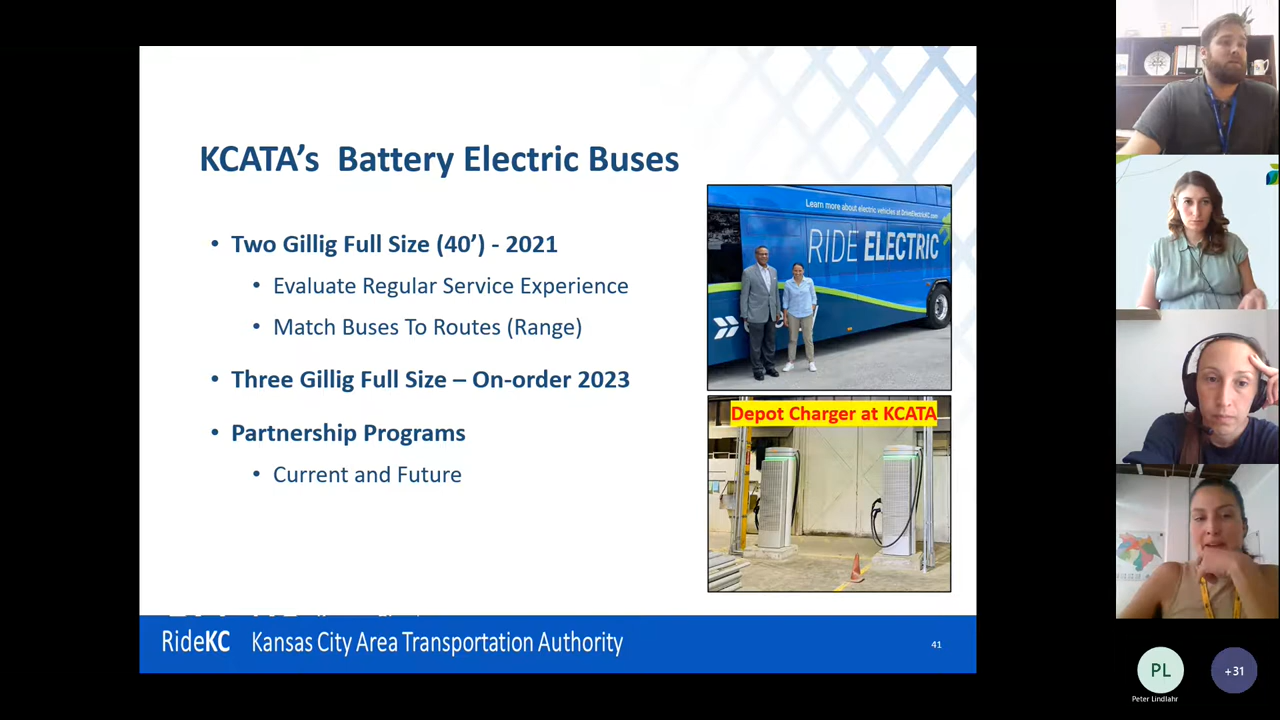 KCATA's Battery Electric Buses
• Two Gillig Full Size (40') - 2021
• Evaluate Regular Service Experience
• Match Buses To Routes (Range)
• Three Gillig Full Size – On-order 2023
• Partnership Programs
• Current and Future
Learn more about electric vehicles at DriveElectricKC.com
RIDE ELECTRIC
Depot Charger at KCATA
RideKC Kansas City Area Transportation Authority
41
PL
Peter Lindlahr
+31